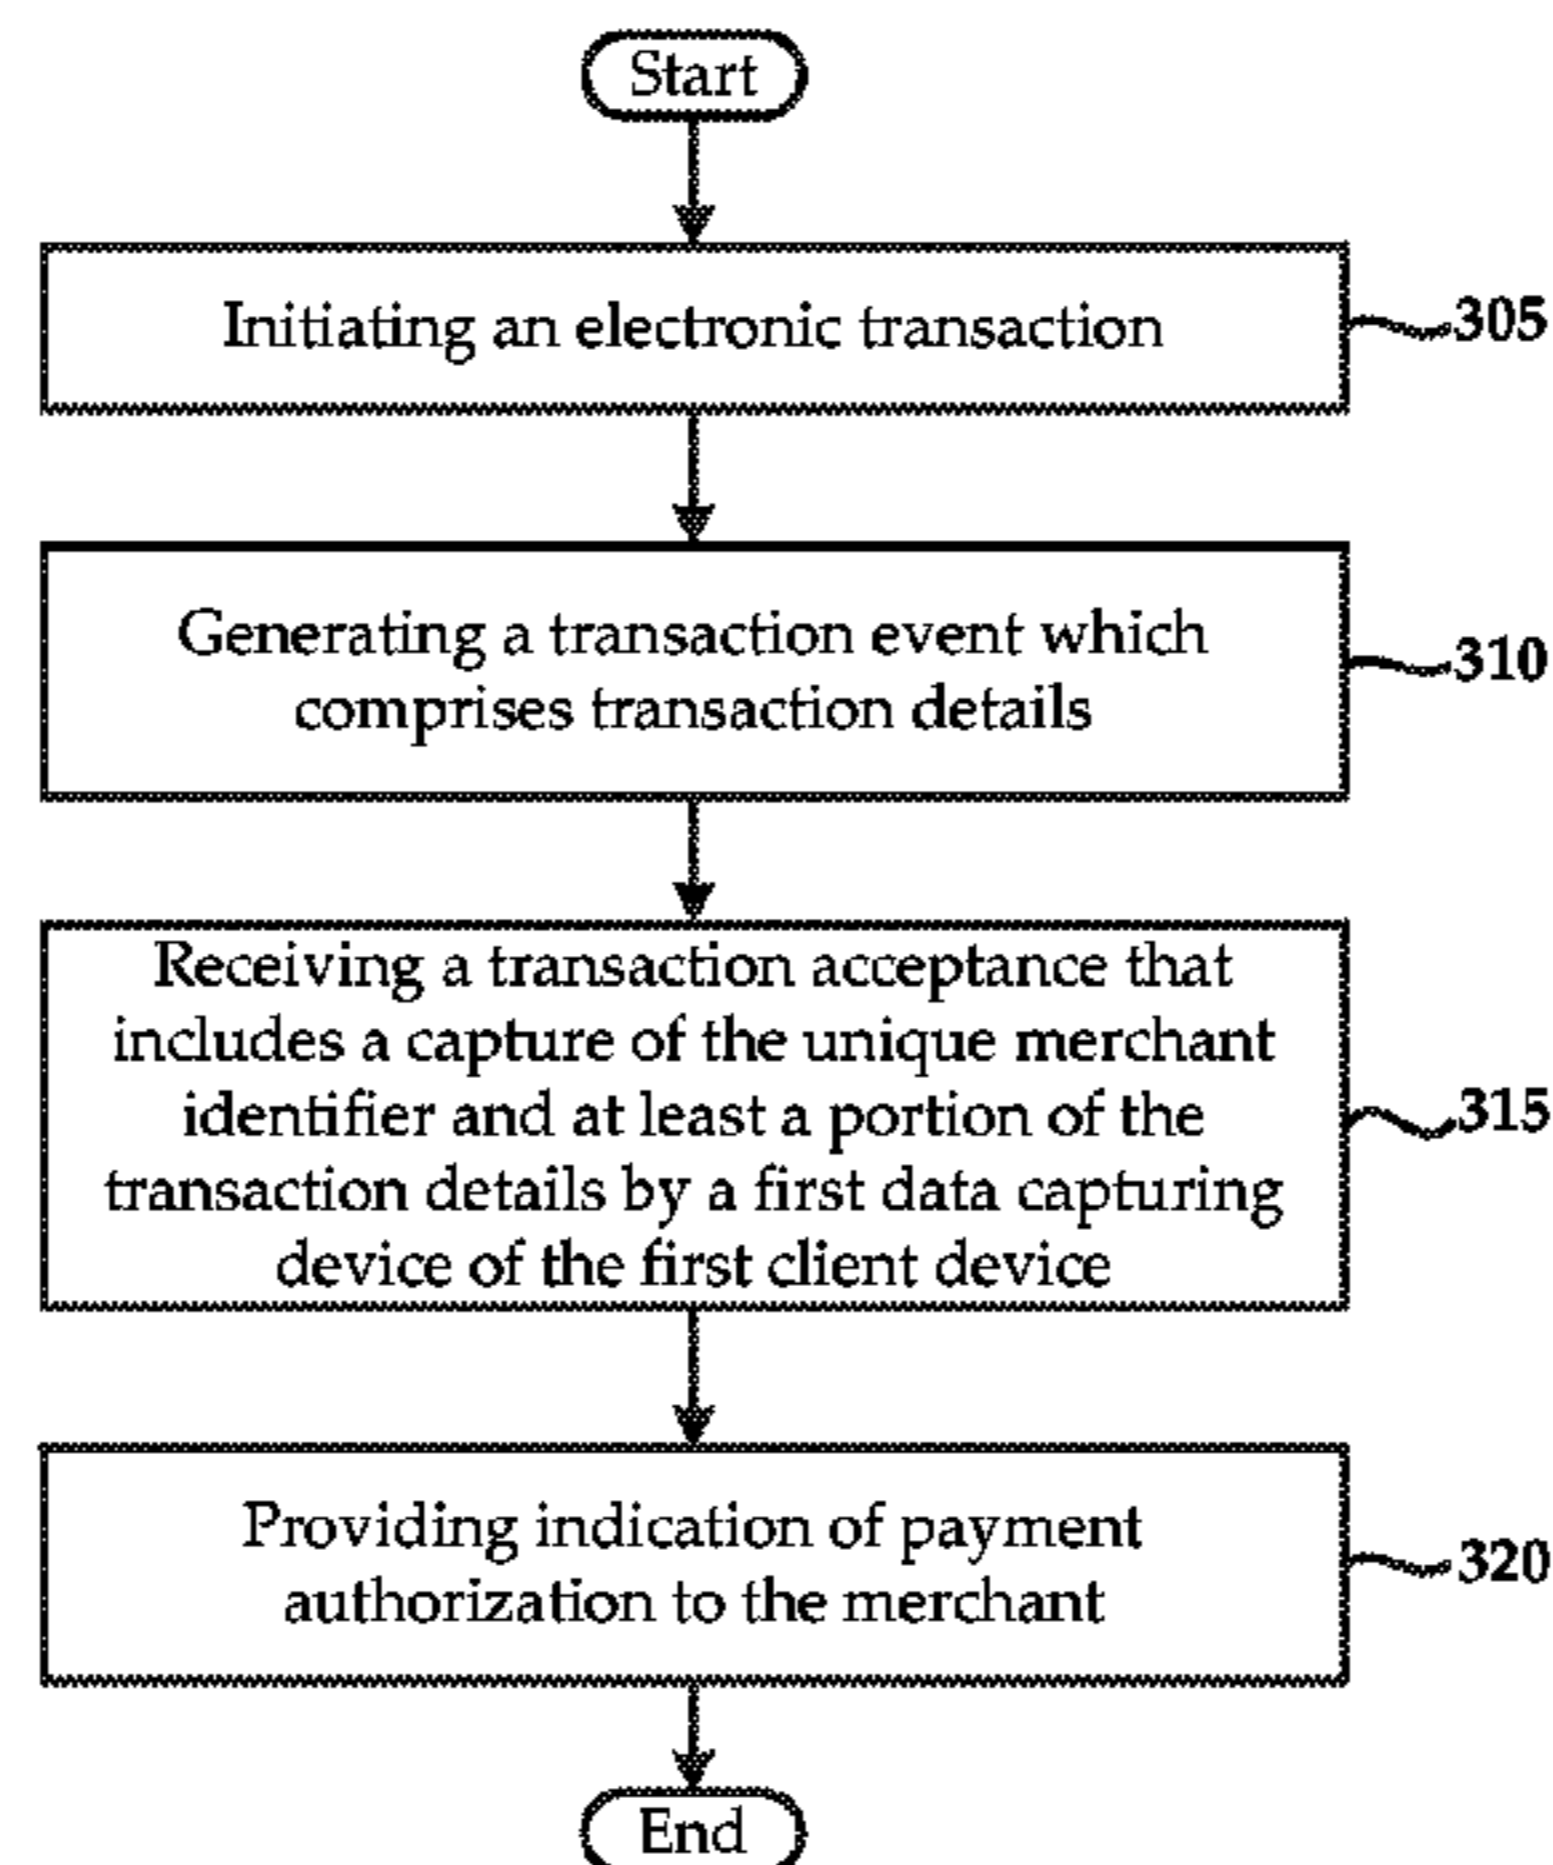 Start
Initiating an electronic transaction
305
Generating a transaction event which
comprises transaction details
310
Receiving a transaction acceptance that
includes a capture of the unique merchant
identifier and at least a portion of the
transaction details by a first data capturing
device of the first client device
315
Providing indication of payment
authorization to the merchant
320
End